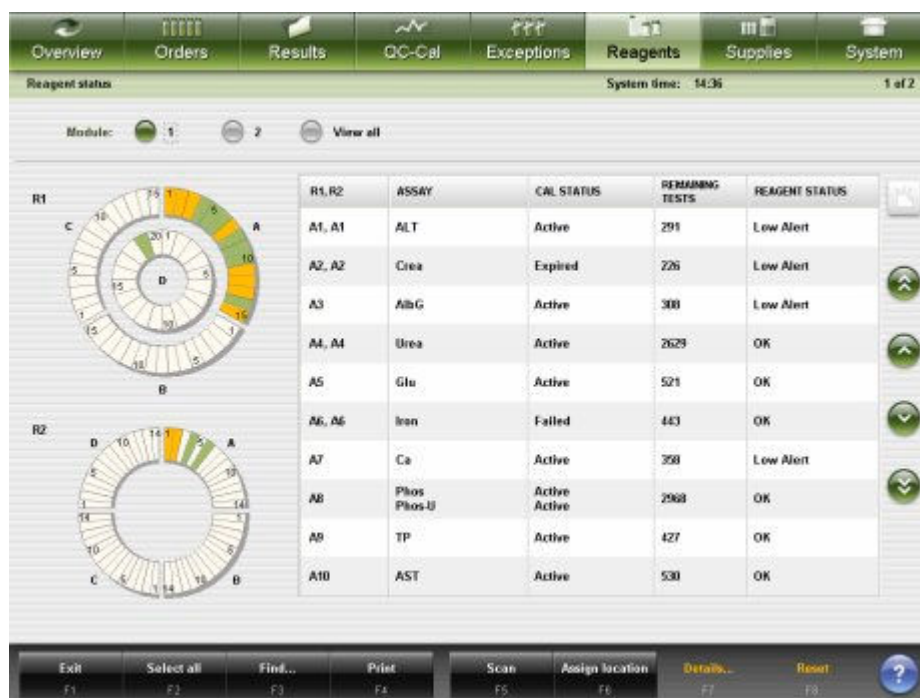 Overview Orders Results QC-Cal Exceptions Reagents Supplies System
Reagent status System time: 14:36 1 of 2
Module: 1 2 View all
R1
C
A
D
B
R1, R2 ASSAY CAL STATUS REMAINING TESTS REAGENT STATUS
A1, A1 ALT Active 291 Low Alert
A2, A2 Crea Expired 226 Low Alert
A3 AlbG Active 308 Low Alert
A4, A4 Urea Active 2629 OK
A5 Glu Active 521 OK
A6, A6 Iron Failed 443 OK
A7 Ca Active 358 Low Alert
A8 Phos Active 2968 OK
Phos-U Active
A9 TP Active 427 OK
A10 AST Active 530 OK
R2
D
A
C
B
Exit Select all Find... Print Scan Assign location Details... Reset ?
F1 F2 F3 F4 F5 F6 F7 F8